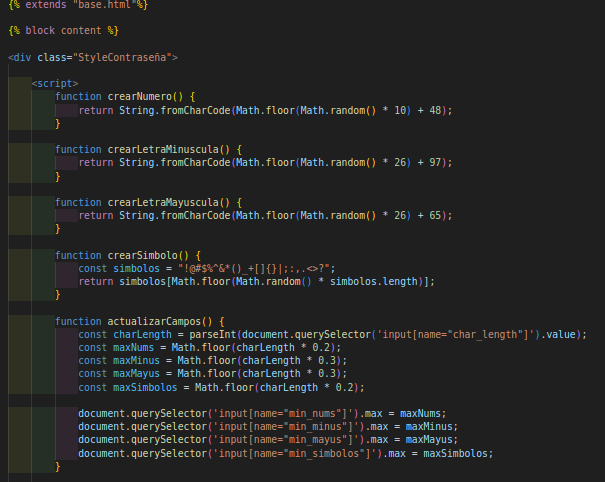 {% extends "base.html"%}
{% block content %}
<div class="StyleContraseña">
<script>
function crearNumero() {
return String.fromCharCode(Math.floor(Math.random() * 10) + 48);
}
function crearLetraMinuscula() {
return String.fromCharCode(Math.floor(Math.random() * 26) + 97);
}
function crearLetraMayuscula() {
return String.fromCharCode(Math.floor(Math.random() * 26) + 65);
}
function crearSimbolo() {
const simbolos = "!@#$%^&*()_+[]{}|;:,.<>?";
return simbolos[Math.floor(Math.random() * simbolos.length)];
}
function actualizarCampos() {
const charLength = parseInt(document.querySelector('input[name="char_length"]').value);
const maxNums = Math.floor(charLength * 0.2);
const maxMinus = Math.floor(charLength * 0.3);
const maxMayus = Math.floor(charLength * 0.3);
const maxSimbolos = Math.floor(charLength * 0.2);
document.querySelector('input[name="min_nums"]').max = maxNums;
document.querySelector('input[name="min_minus"]').max = maxMinus;
document.querySelector('input[name="min_mayus"]').max = maxMayus;
document.querySelector('input[name="min_simbolos"]').max = maxSimbolos;
}